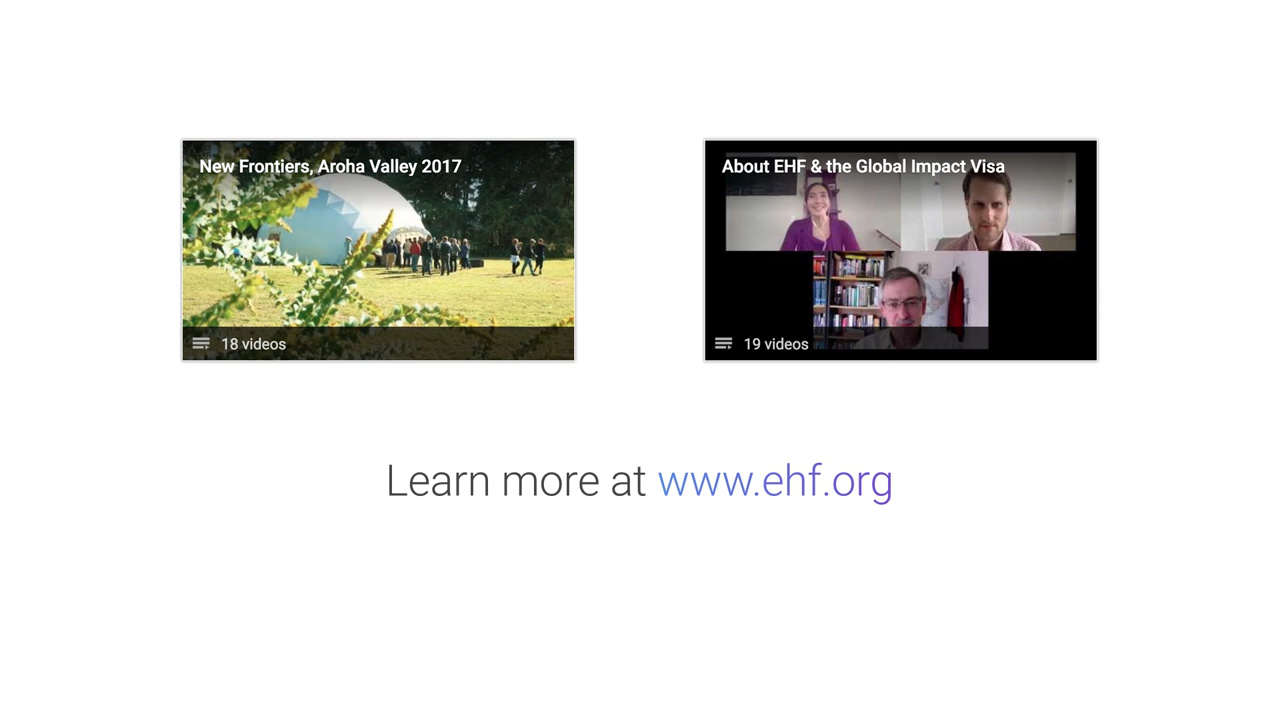 New Frontiers, Aroha Valley 2017
18 videos
About EHF & the Global Impact Visa
19 videos
Learn more at www.ehf.org